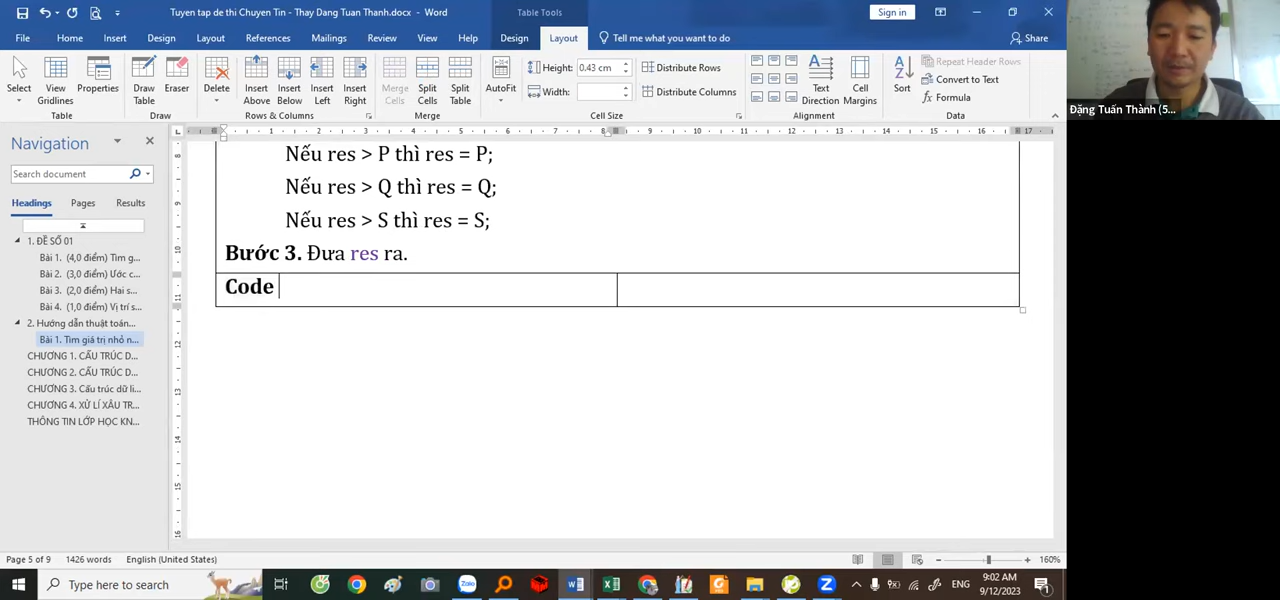 Tuyen tap de thi Chuyen Tin - Thay Dang Tuan Thanh.docx - Word
Table Tools
Sign in
File Home Insert Design Layout References Mailings Review View Help Design Layout Tell me what you want to do Share
Select
View Gridlines
Properties
Table
Draw Table
Eraser
Draw
Delete
Insert Above
Insert Below
Insert Left
Insert Right
Rows & Columns
Merge Cells
Split Cells
Split Table
Merge
AutoFit
Height: 0.43 cm
Width:
Distribute Rows
Distribute Columns
Cell Size
Text Direction
Cell Margins
Alignment
Sort
Repeat Header Rows
Convert to Text
Formula
Data
Đặng Tuấn Thành (5...
Navigation
Search document
Headings Pages Results
1. ĐỀ SỐ 01
Bài 1. (4,0 điểm) Tìm g...
Bài 2. (3,0 điểm) Ước c...
Bài 3. (2,0 điểm) Hai s...
Bài 4. (1,0 điểm) Vị trí s...
2. Hướng dẫn thuật toán...
Bài 1. Tìm giá trị nhỏ n...
CHƯƠNG 1. CẤU TRÚC D...
CHƯƠNG 2. CẤU TRÚC D...
CHƯƠNG 3. Cấu trúc dữ li...
CHƯƠNG 4. XỬ LÍ XÂU TR...
THÔNG TIN LỚP HỌC KN...
Nếu res > P thì res = P;
Nếu res > Q thì res = Q;
Nếu res > S thì res = S;
Bước 3. Đưa res ra.
Code
Page 5 of 9 1426 words English (United States)
160%
Type here to search
ENG
9:02 AM
9/12/2023